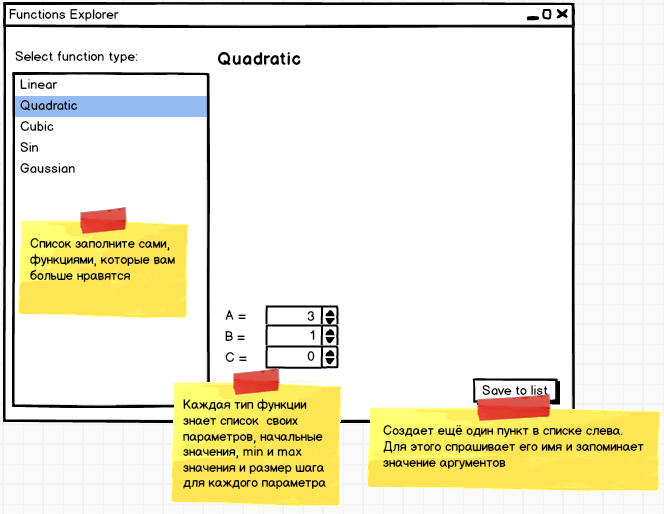 Functions Explorer
Select function type:
Quadratic
Linear
Quadratic
Cubic
Sin
Gaussian
Список заполните сами,
функциями, которые вам
больше нравятся
A = 3
B = 1
C = 0
Save to list
Каждая тип функции
знает список своих
параметров, начальные
значения, min и max
значения и размер шага
для каждого параметра
Создает ещё один пункт в списке слева.
Для этого спрашивает его имя и запоминает
значение аргументов